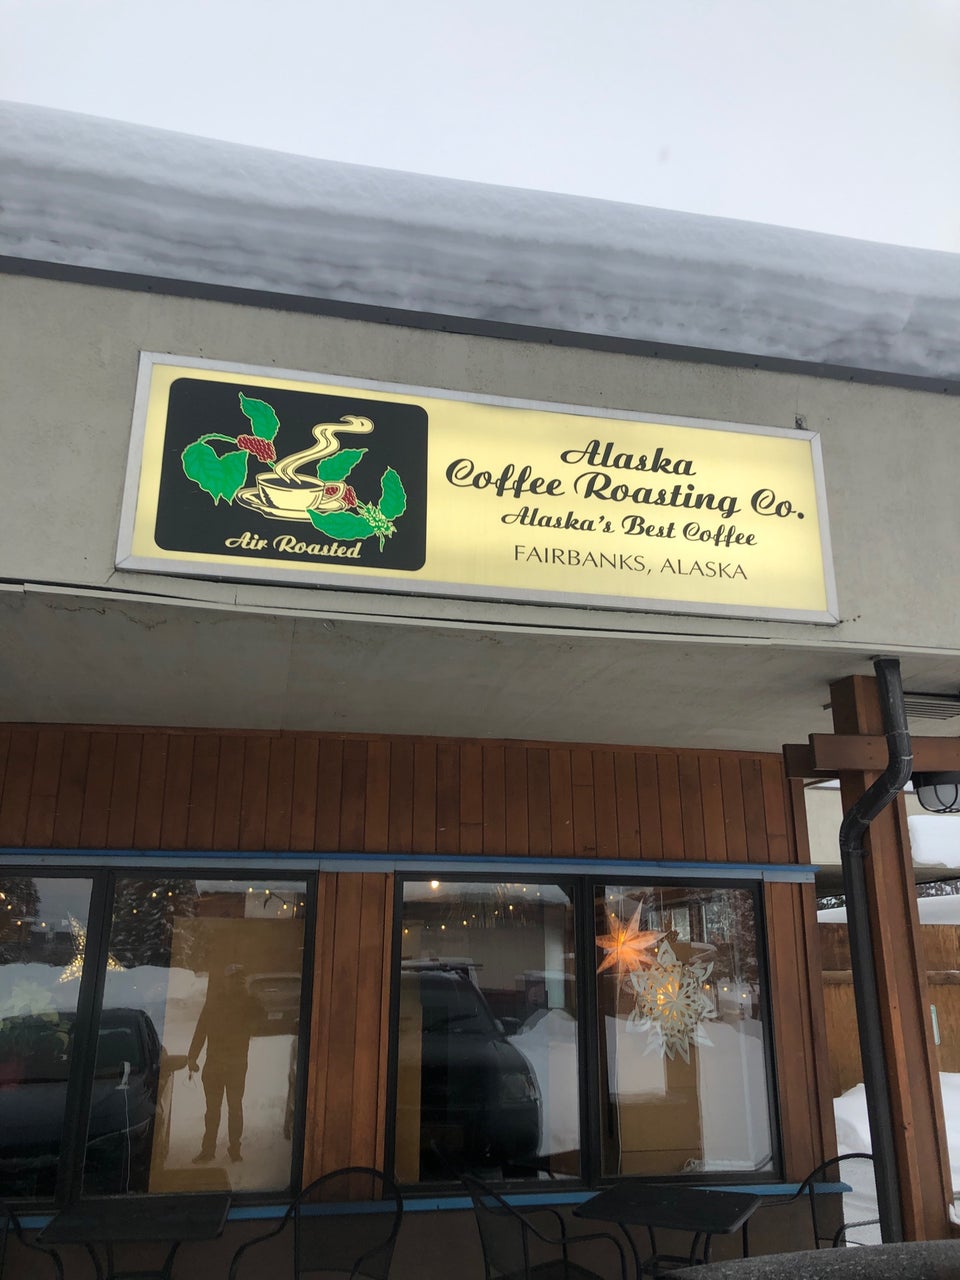 Air Roasted
Alaska
Coffee Roasting Co.
Alaska's Best Coffee
FAIRBANKS, ALASKA